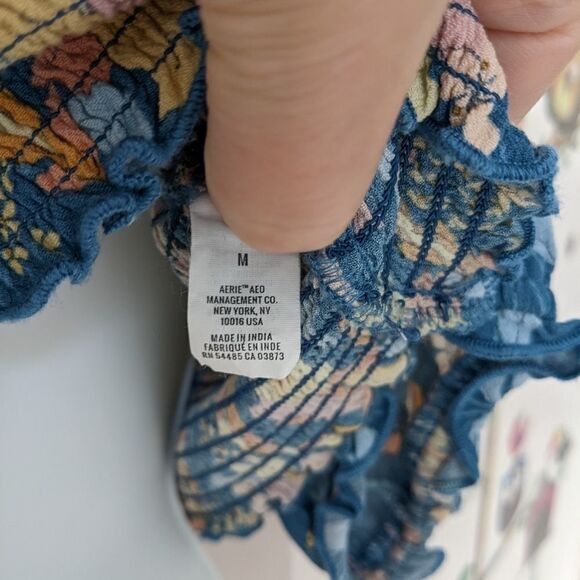 M
AERIE™ AEO
MANAGEMENT CO.
NEW YORK, NY
10016 USA
MADE IN INDIA
FABRIQUÉ EN INDE
RN 54485 CA 03873